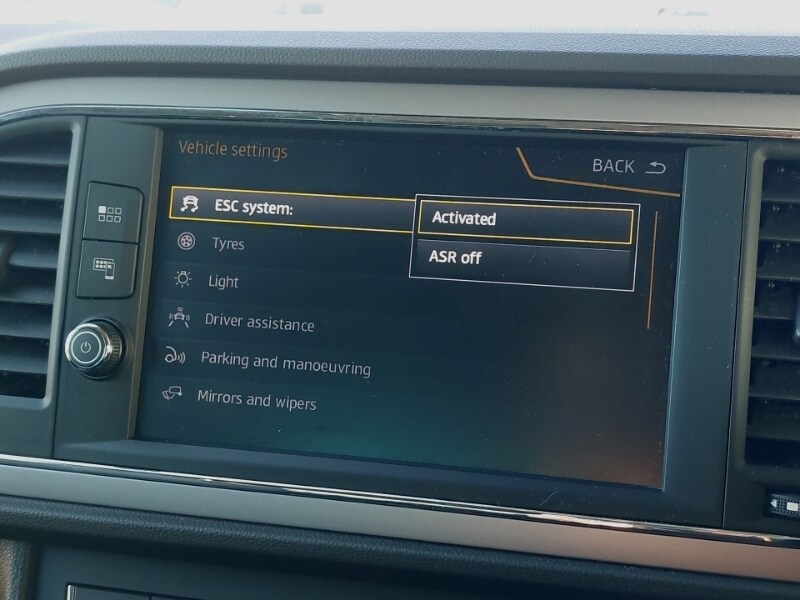 Vehicle settings
BACK
ESC system:
Activated
Tyres
ASR off
Light
Driver assistance
Parking and manoeuvring
Mirrors and wipers